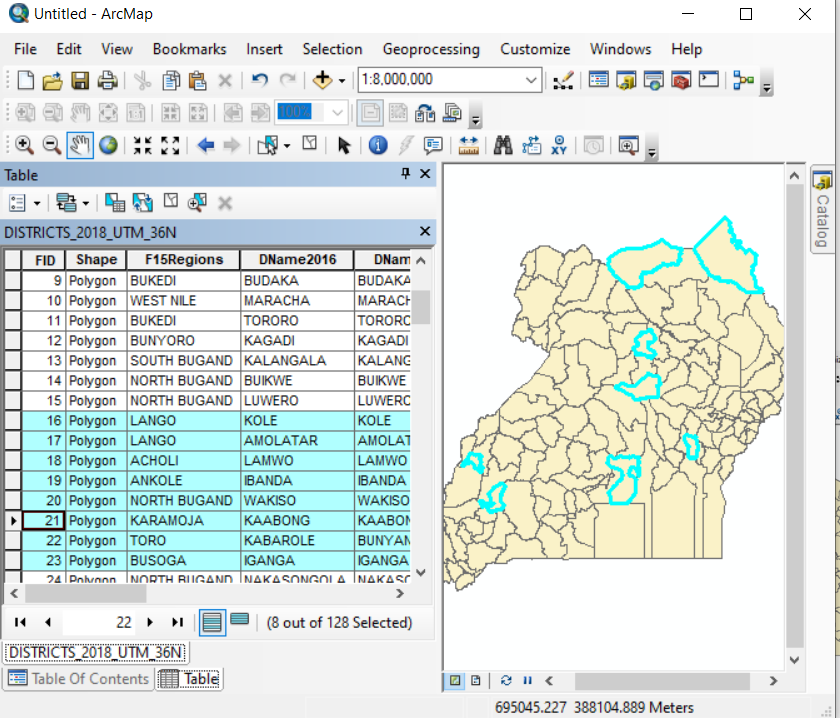 Untitled - ArcMap
File Edit View Bookmarks Insert Selection Geoprocessing Customize Windows Help
1:8,000,000
100%
XY
Table
DISTRICTS_2018_UTM_36N
FID Shape F15Regions DName2016 DNam
9 Polygon BUKEDI BUDAKA BUDAKA
10 Polygon WEST NILE MARACHA MARACH
11 Polygon BUKEDI TORORO TORORO
12 Polygon BUNYORO KAGADI KAGADI
13 Polygon SOUTH BUGAND KALANGALA KALANG
14 Polygon NORTH BUGAND BUIKWE BUIKWE
15 Polygon NORTH BUGAND LUWERO LUWERO
16 Polygon LANGO KOLE KOLE
17 Polygon LANGO AMOLATAR AMOLAT
18 Polygon ACHOLI LAMWO LAMWO
19 Polygon ANKOLE IBANDA IBANDA
20 Polygon NORTH BUGAND WAKISO WAKISO
21 Polygon KARAMOJA KAABONG KAABON
22 Polygon TORO KABAROLE BUNYAN
23 Polygon BUSOGA IGANGA IGANGA
24 Polygon NORTH BUGAND NAKASONGOLA NAKASO
22 (8 out of 128 Selected)
DISTRICTS_2018_UTM_36N
Table Of Contents Table
Catalog
695045.227 388104.889 Meters